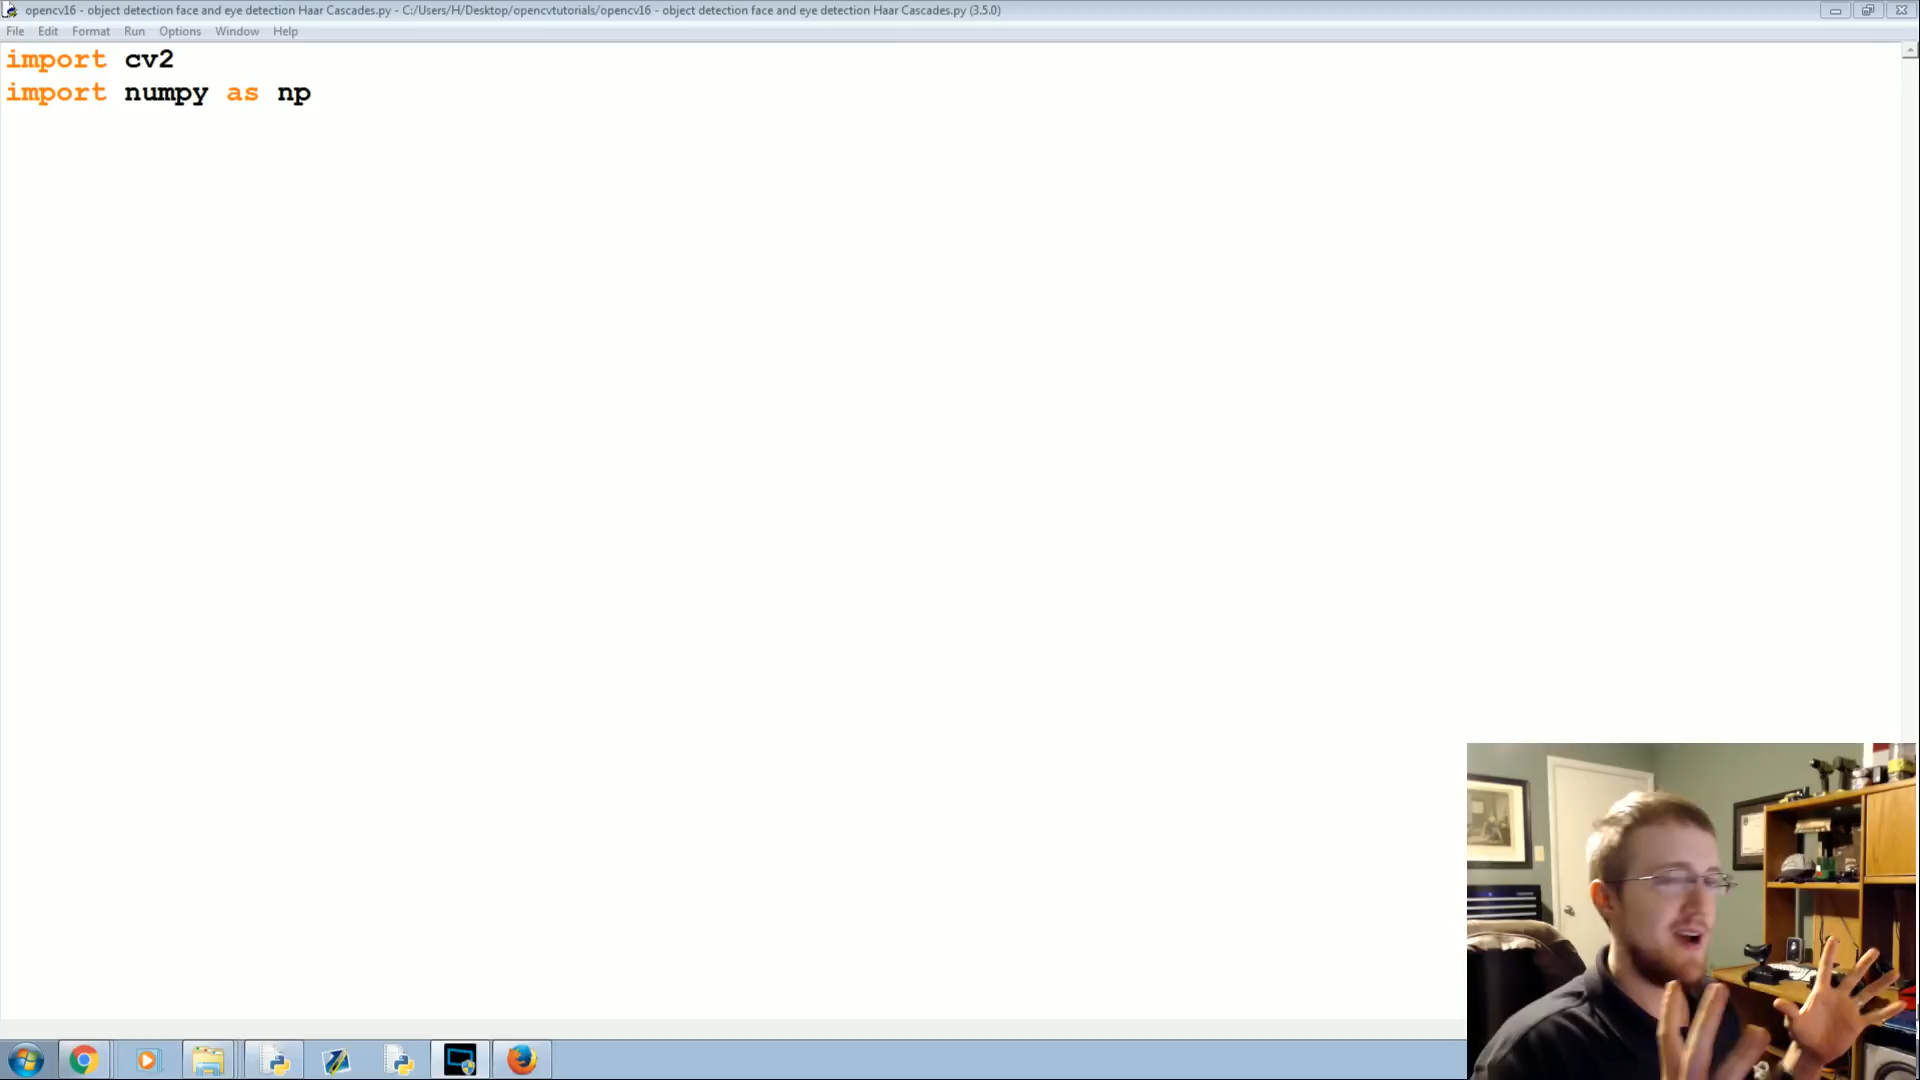 opencv16 - object detection face and eye detection Haar Cascades.py - C:/Users/H/Desktop/opencvtutorials/opencv16 - object detection face and eye detection Haar Cascades.py (3.5.0)
File Edit Format Run Options Window Help
import cv2
import numpy as np